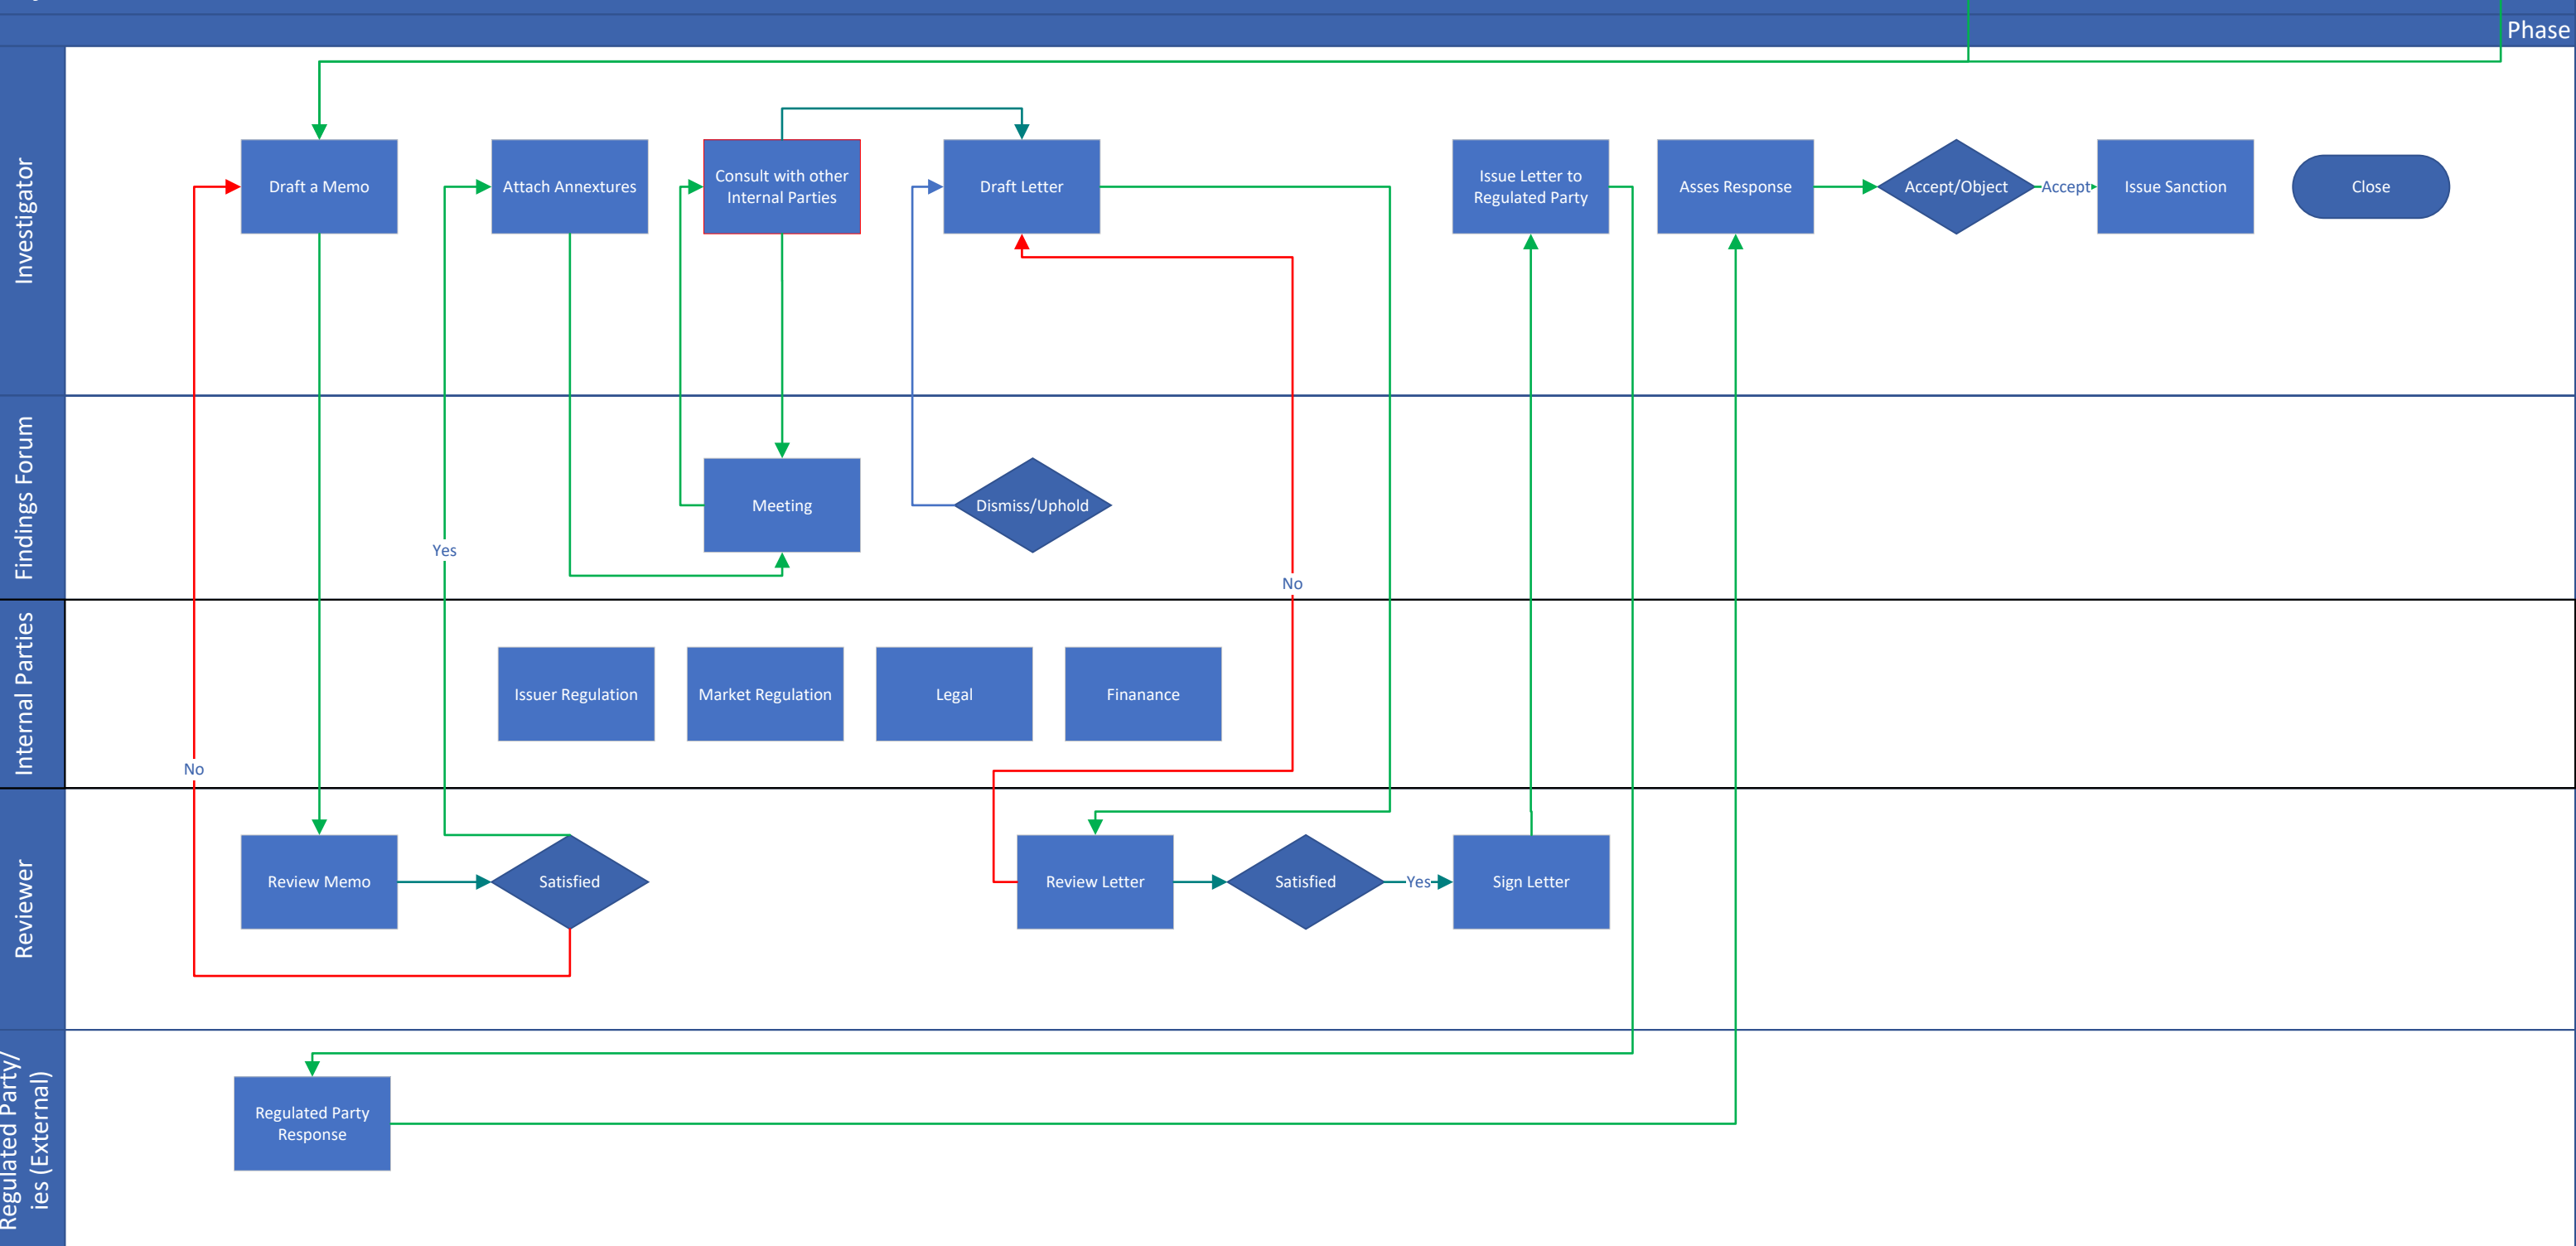 Phase
Investigator
Draft a Memo
Attach Annextures
Consult with other
Internal Parties
Draft Letter
Issue Letter to
Regulated Party
Asses Response
Accept/Object
Accept
Issue Sanction
Close
Findings Forum
Meeting
Dismiss/Uphold
Yes
No
Internal Parties
Issuer Regulation
Market Regulation
Legal
Finanance
No
Reviewer
Review Memo
Satisfied
Review Letter
Satisfied
Yes
Sign Letter
Regulated Party/
ies (External)
Regulated Party
Response